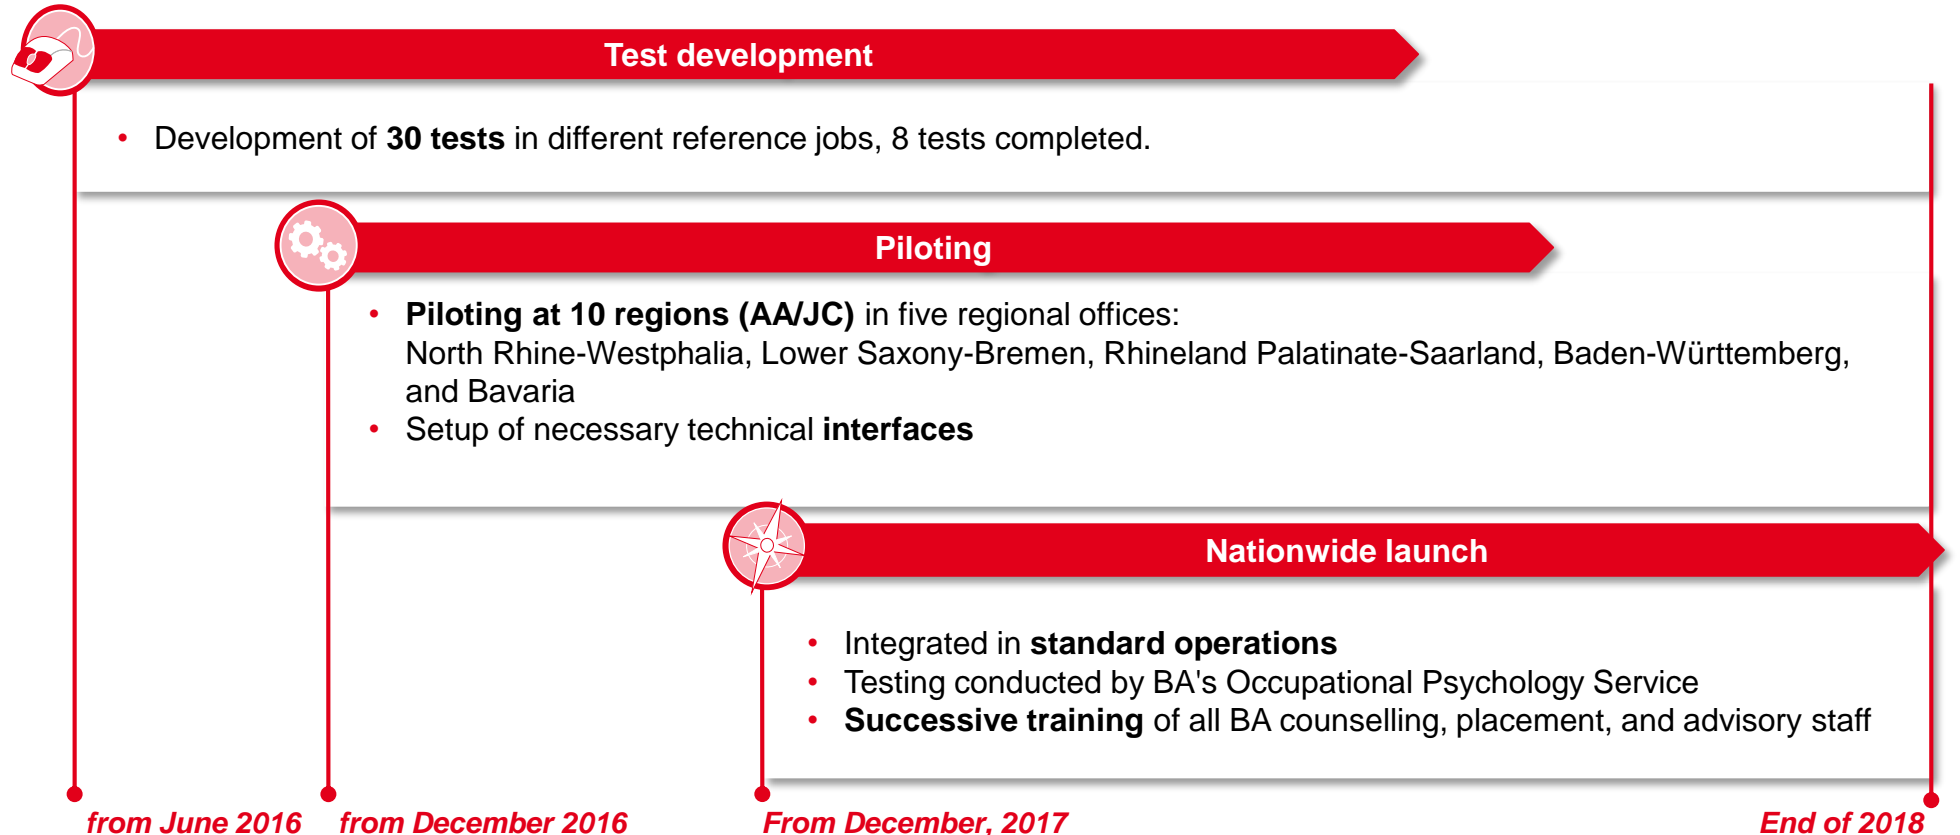 Test development
• Development of 30 tests in different reference jobs, 8 tests completed.
Piloting
• Piloting at 10 regions (AA/JC) in five regional offices:
North Rhine-Westphalia, Lower Saxony-Bremen, Rhineland Palatinate-Saarland, Baden-Württemberg,
and Bavaria
• Setup of necessary technical interfaces
Nationwide launch
• Integrated in standard operations
• Testing conducted by BA's Occupational Psychology Service
• Successive training of all BA counselling, placement, and advisory staff
from June 2016
from December 2016
From December, 2017
End of 2018